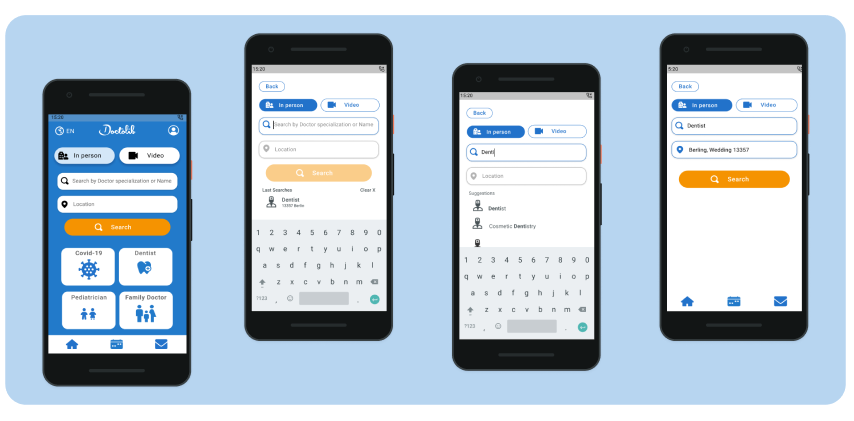 15:20
EN
Doctolib
In person
Video
Search by Doctor specialization or Name
Location
Search
Covid-19
Dentist
Pediatrician
Family Doctor
15:20
Back
In person
Video
Search by Doctor specialization or Name
Location
Search
Last Searches
Clear X
Dentist
13357 Berlin
1 2 3 4 5 6 7 8 9 0
q w e r t y u i o p
a s d f g h j k l
z x c v b n m
?123 , .
15:20
Back
In person
Video
Denti
Location
Suggestions
Dentist
Cosmetic Dentistry
1 2 3 4 5 6 7 8 9 0
q w e r t y u i o p
a s d f g h j k l
z x c v b n m
?123 , .
5:20
Back
In person
Video
Dentist
Berling, Wedding 13357
Search